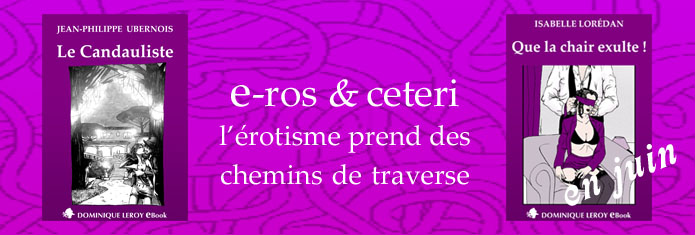 JEAN-PHILIPPE UBERNOIS
Le Candauliste
DOMINIQUE LEROY eBook
e-ros & ceteri
l’érotisme prend des
chemins de traverse
ISABELLE LORÉDAN
Que la chair exulte !
en juin
DOMINIQUE LEROY eBook